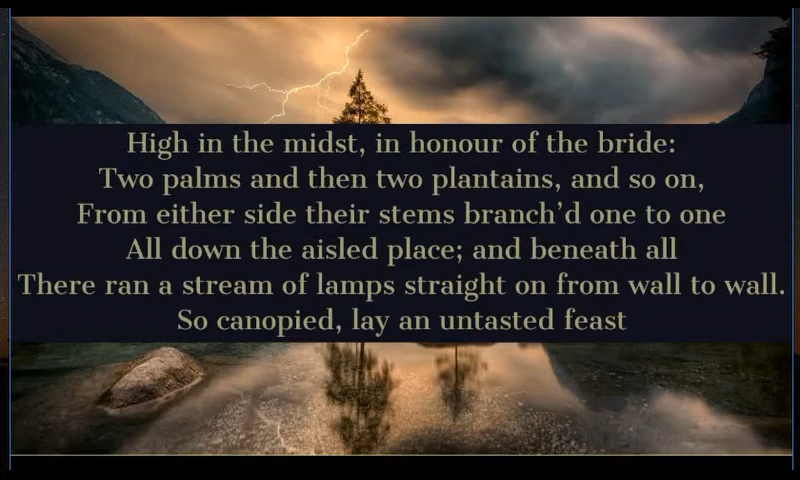 High in the midst, in honour of the bride:
Two palms and then two plantains, and so on,
From either side their stems branch’d one to one
All down the aisled place; and beneath all
There ran a stream of lamps straight on from wall to wall.
So canopied, lay an untasted feast